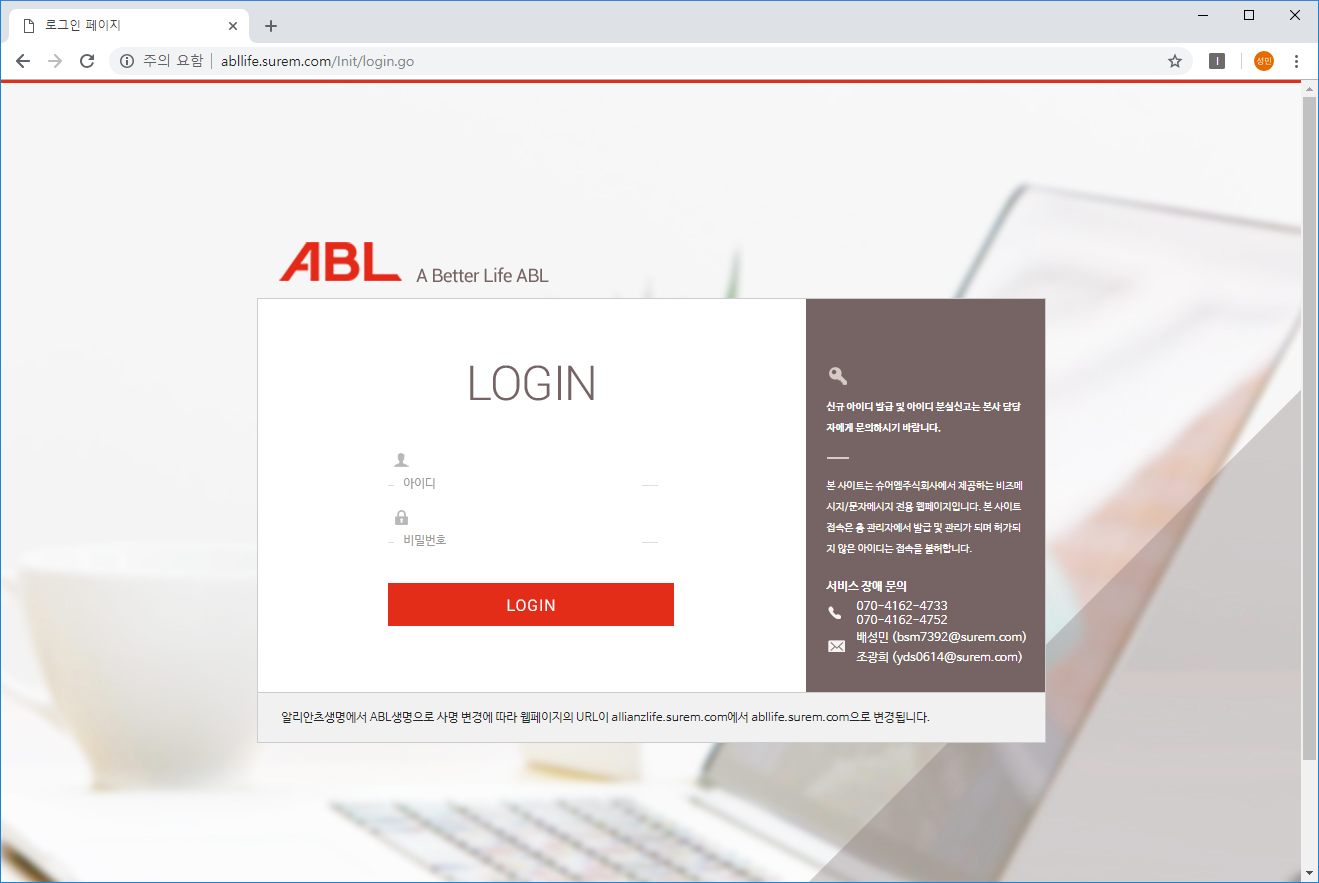 로그인 페이지
주의 요함 | abllife.surem.com/Init/login.go
성민
ABL A Better Life ABL
LOGIN
아이디
비밀번호
LOGIN
신규 아이디 발급 및 아이디 분실신고는 본사 담당
자에게 문의하시기 바랍니다.
본 사이트는 슈어엠주식회사에서 제공하는 비즈메
시지/문자메시지 전용 웹페이지입니다. 본 사이트
접속은 총 관리자에서 발급 및 관리가 되며 허가되
지 않은 아이디는 접속을 불허합니다.
서비스 장애 문의
070-4162-4733
070-4162-4752
배성민 (bsm7392@surem.com)
조광희 (yds0614@surem.com)
알리안츠생명에서 ABL생명으로 사명 변경에 따라 웹페이지의 URL이 allianzlife.surem.com에서 abllife.surem.com으로 변경됩니다.